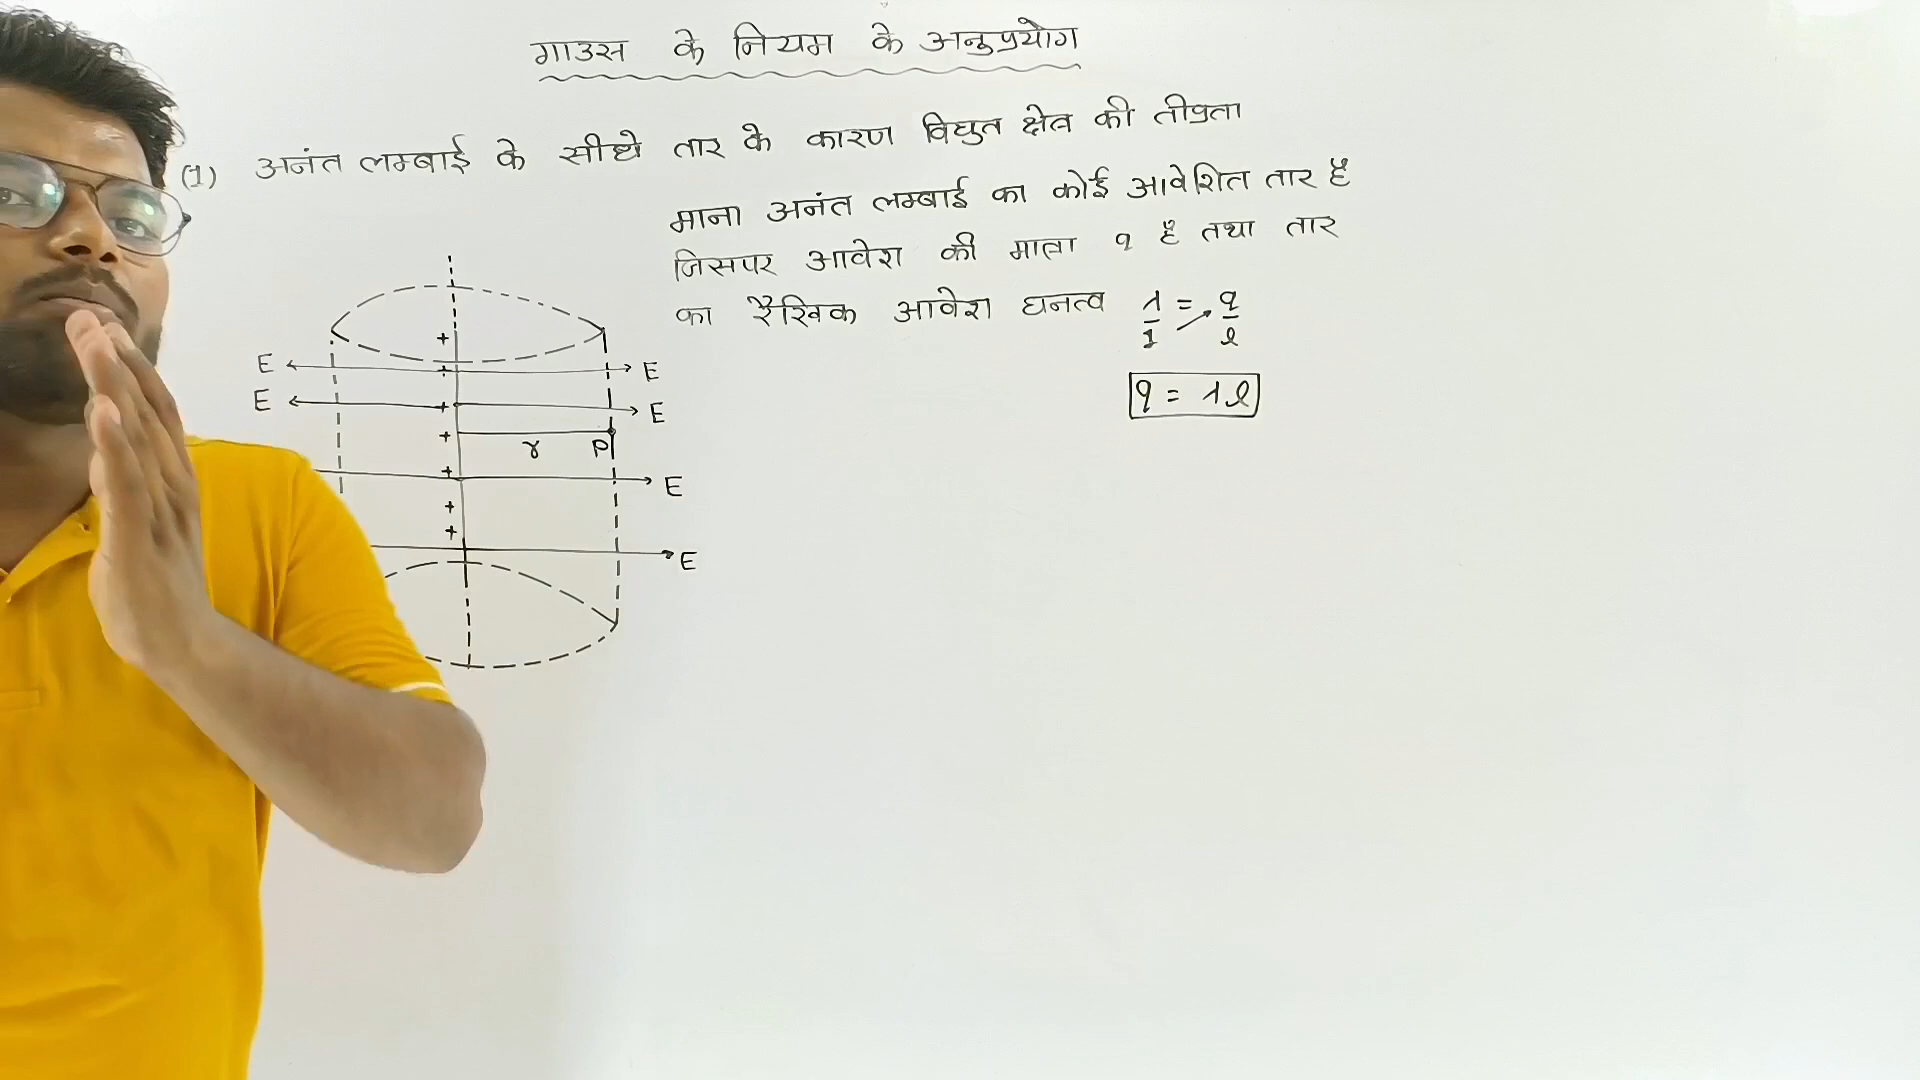 गाउस के नियम के अनुप्रयोग
(1) अनंत लम्बाई के सीधे तार के कारण विद्युत क्षेत्र की तीव्रता
माना अनंत लम्बाई का कोई आवेशित तार है
जिसपर आवेश की मात्रा q है तथा तार
का रैखिक आवेश घनत्व λ/1 = q/l
q = λl
E E
E E
r P
E
E
+
+
+
+
+
+
+